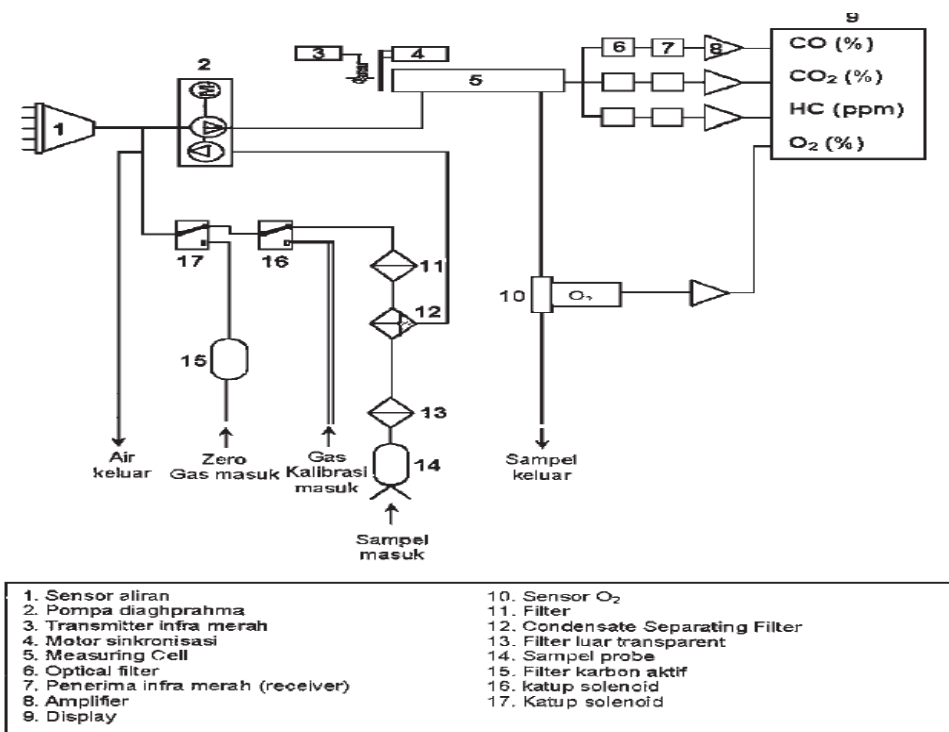 9
3
4
6
7
8
CO (%)
CO₂ (%)
HC (ppm)
O₂ (%)
2
M
5
1
17
16
11
12
10
O₂
15
13
14
Air keluar
Zero Gas masuk
Gas Kalibrasi masuk
Sampel masuk
Sampel keluar
1. Sensor aliran
2. Pompa diaghprahma
3. Transmitter infra merah
4. Motor sinkronisasi
5. Measuring Cell
6. Optical filter
7. Penerima infra merah (receiver)
8. Amplifier
9. Display
10. Sensor O₂
11. Filter
12. Condensate Separating Filter
13. Filter luar transparent
14. Sampel probe
15. Filter karbon aktif
16. katup solenoid
17. Katup solenoid